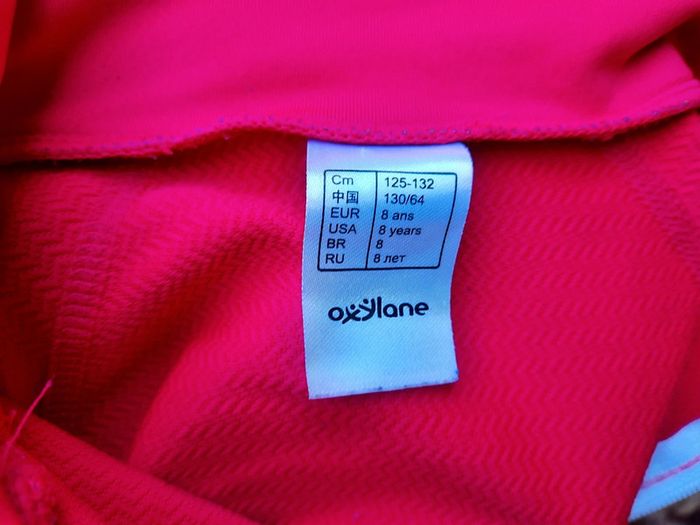 Cm 125-132
中国 130/64
EUR 8 ans
USA 8 years
BR 8
RU 8 лет
oxylane